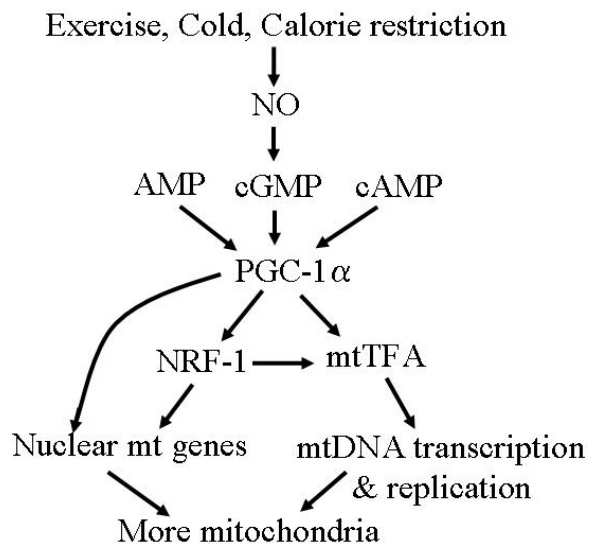 Exercise, Cold, Calorie restriction
NO
AMP cGMP cAMP
PGC-1α
NRF-1 mtTFA
Nuclear mt genes mtDNA transcription
& replication
More mitochondria